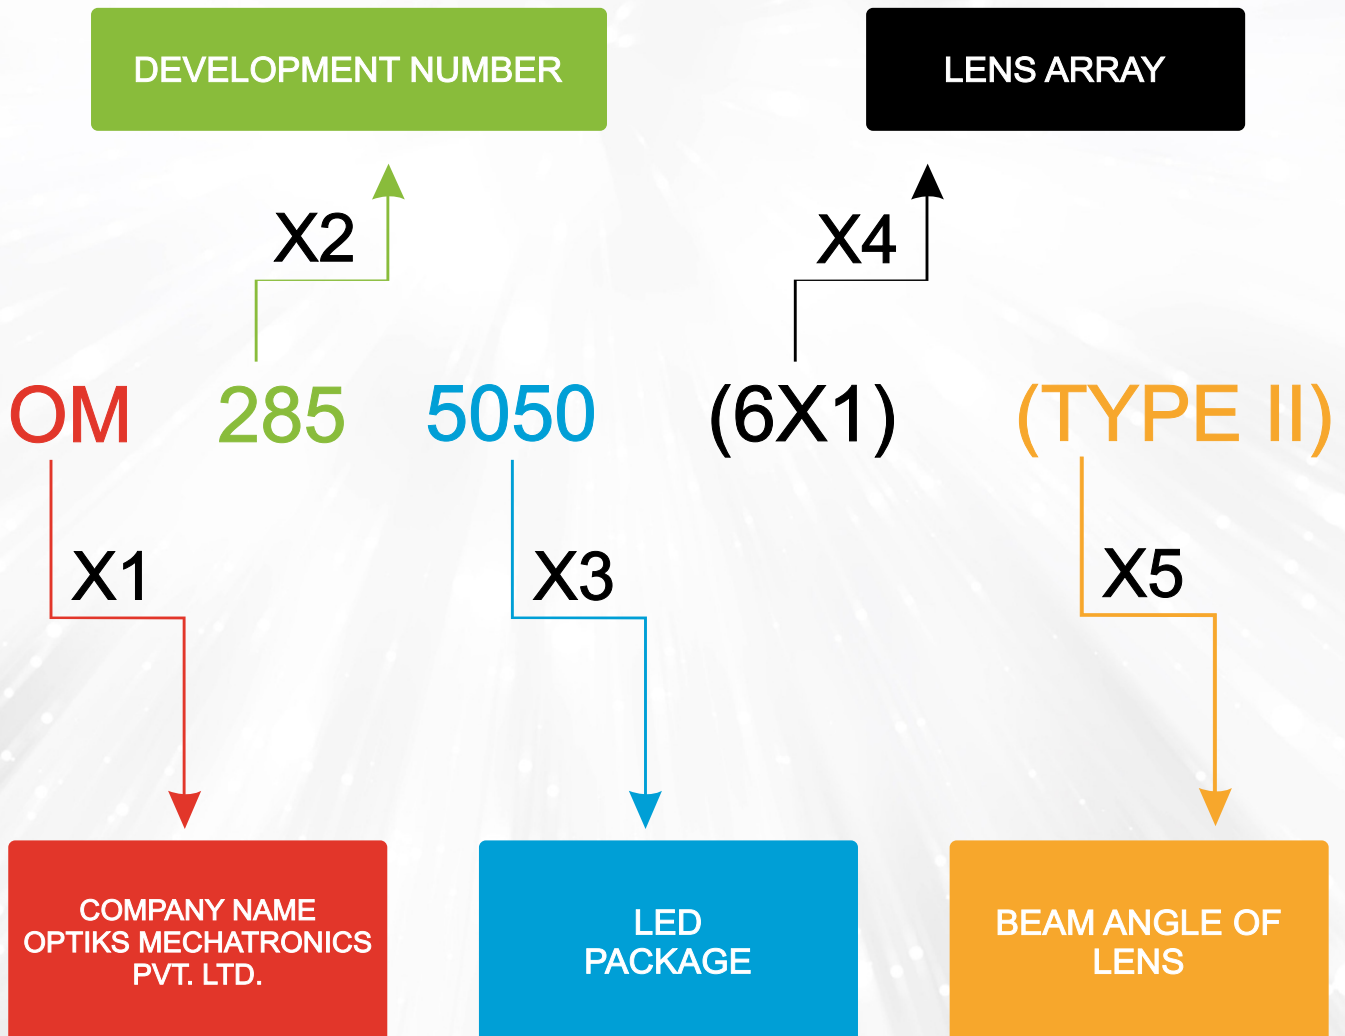 DEVELOPMENT NUMBER
LENS ARRAY
X2
X4
OM 285 5050 (6X1) (TYPE II)
X1
X3
X5
COMPANY NAME
OPTIKS MECHATRONICS
PVT. LTD.
LED
PACKAGE
BEAM ANGLE OF
LENS